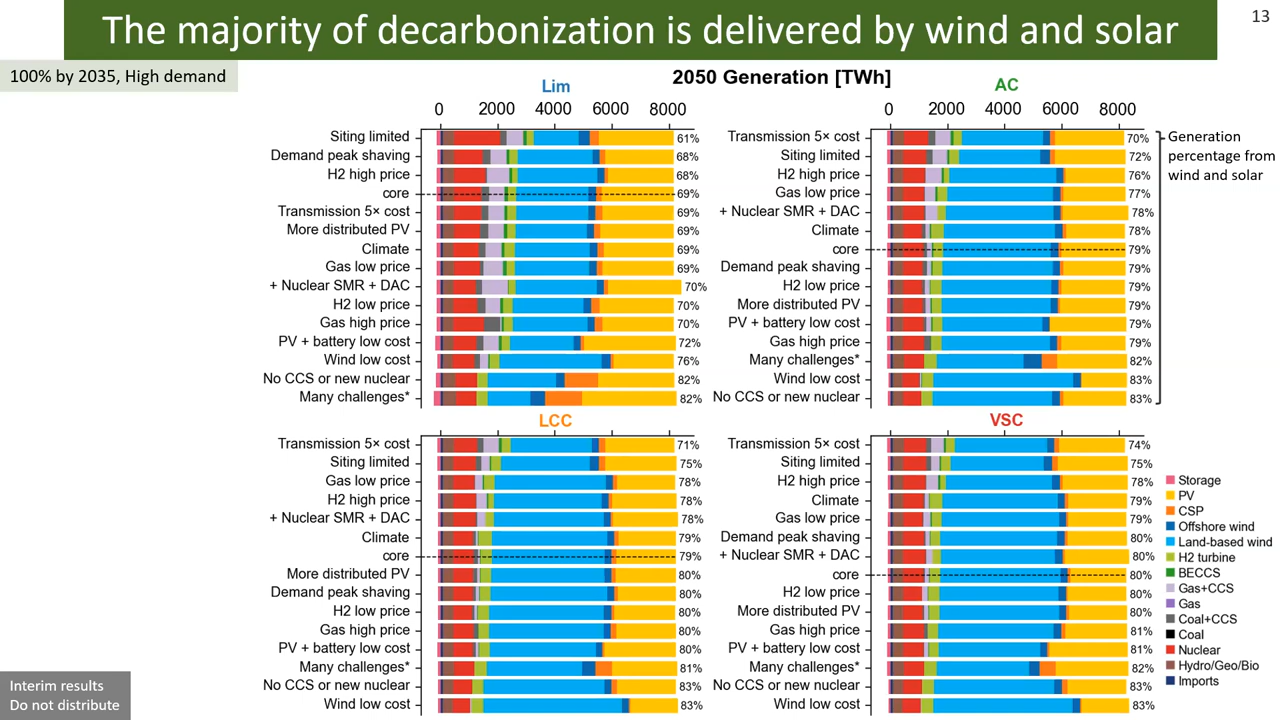 The majority of decarbonization is delivered by wind and solar
13
100% by 2035, High demand
2050 Generation [TWh]
Lim
0 2000 4000 6000 8000
Siting limited 61%
Demand peak shaving 68%
H2 high price 68%
core 69%
Transmission 5× cost 69%
More distributed PV 69%
Climate 69%
Gas low price 69%
+ Nuclear SMR + DAC 70%
H2 low price 70%
Gas high price 70%
PV + battery low cost 72%
Wind low cost 76%
No CCS or new nuclear 82%
Many challenges* 82%
AC
0 2000 4000 6000 8000
Transmission 5× cost 70%
Siting limited 72%
H2 high price 76%
Gas low price 77%
+ Nuclear SMR + DAC 78%
Climate 78%
core 79%
Demand peak shaving 79%
H2 low price 79%
More distributed PV 79%
PV + battery low cost 79%
Gas high price 79%
Many challenges* 82%
Wind low cost 83%
No CCS or new nuclear 83%
Generation
percentage from
wind and solar
LCC
Transmission 5× cost 71%
Siting limited 75%
Gas low price 78%
H2 high price 78%
+ Nuclear SMR + DAC 78%
Climate 79%
core 79%
More distributed PV 80%
Demand peak shaving 80%
H2 low price 80%
Gas high price 80%
PV + battery low cost 80%
Many challenges* 81%
No CCS or new nuclear 83%
Wind low cost 83%
VSC
Transmission 5× cost 74%
Siting limited 75%
H2 high price 78%
Climate 79%
Gas low price 79%
Demand peak shaving 80%
+ Nuclear SMR + DAC 80%
core 80%
H2 low price 80%
More distributed PV 80%
Gas high price 81%
PV + battery low cost 81%
Many challenges* 82%
No CCS or new nuclear 83%
Wind low cost 83%
Storage
PV
CSP
Offshore wind
Land-based wind
H2 turbine
BECCS
Gas+CCS
Gas
Coal+CCS
Coal
Nuclear
Hydro/Geo/Bio
Imports
Interim results
Do not distribute